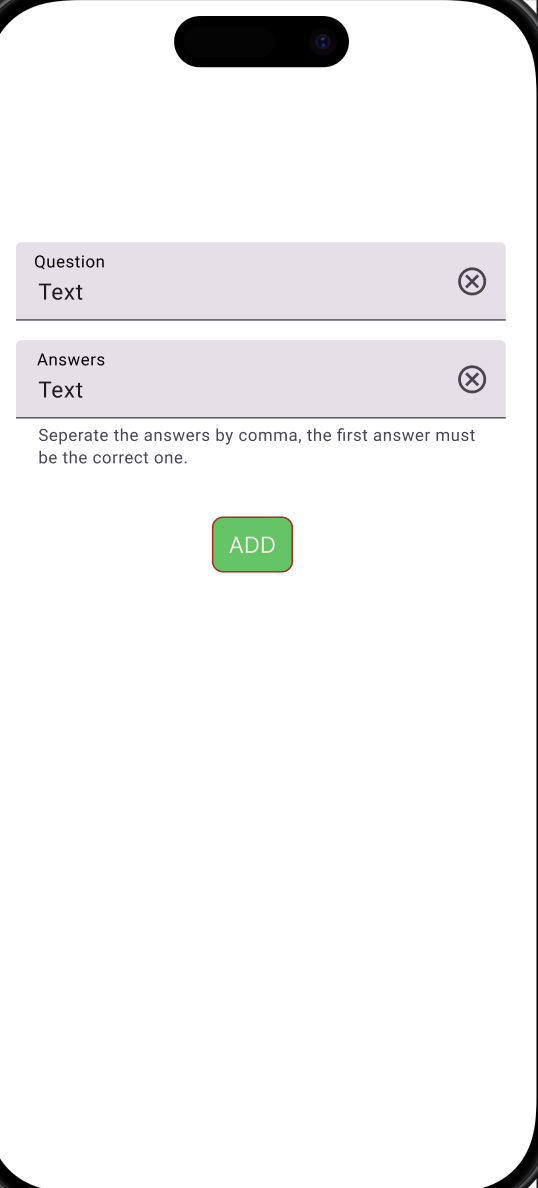 Question
Text
Answers
Text
Seperate the answers by comma, the first answer must
be the correct one.
ADD